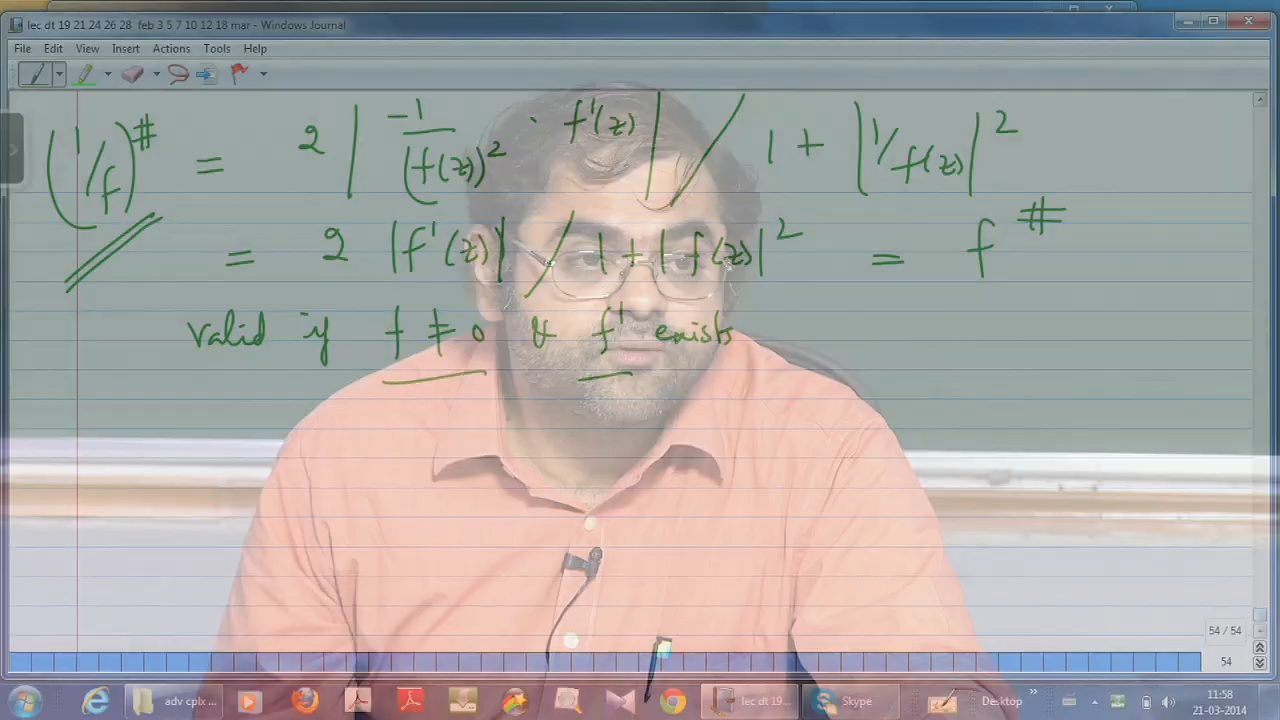 lec dt 19 21 24 26 28 feb 3 5 7 10 12 18 mar - Windows Journal
File Edit View Insert Actions Tools Help
(1/f)# = 2 | -1/(f(z))² · f'(z) | / 1 + |1/f(z)|²
= 2 |f'(z)| / 1 + |f(z)|² = f #
valid if f ≠ 0 & f' exists
54 / 54
54
adv cplx ...
lec dt 19 ...
Skype
Desktop
11:58
21-03-2014